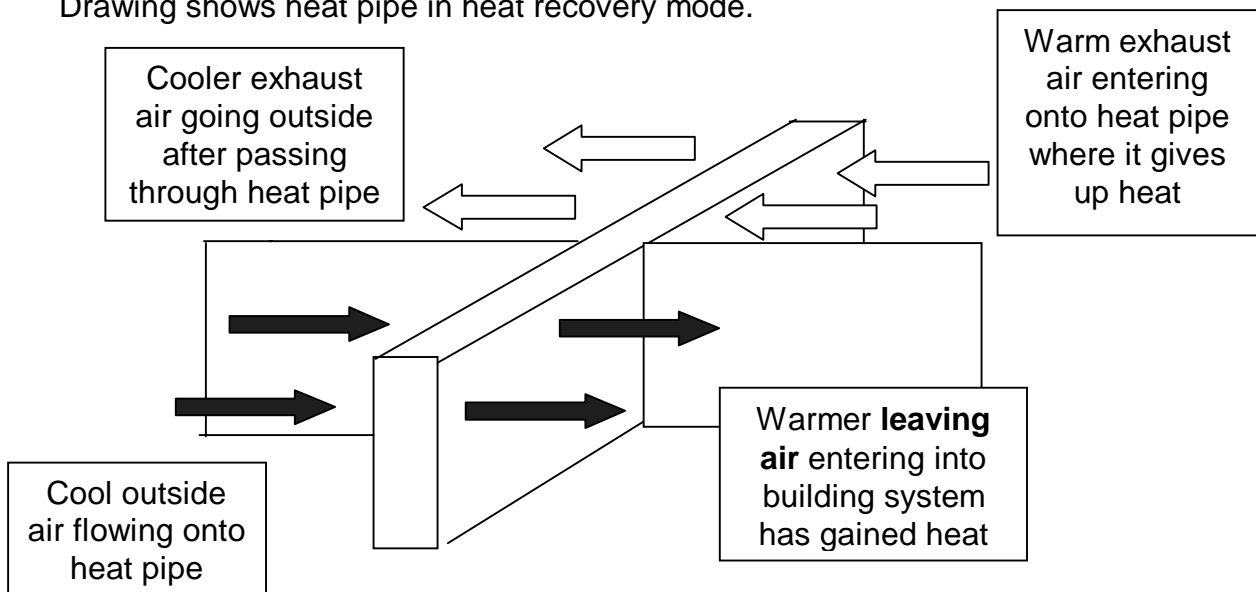 Drawing shows heat pipe in heat recovery mode.
Cooler exhaust
air going outside
after passing
through heat pipe
Warm exhaust
air entering
onto heat pipe
where it gives
up heat
Cool outside
air flowing onto
heat pipe
Warmer leaving
air entering into
building system
has gained heat